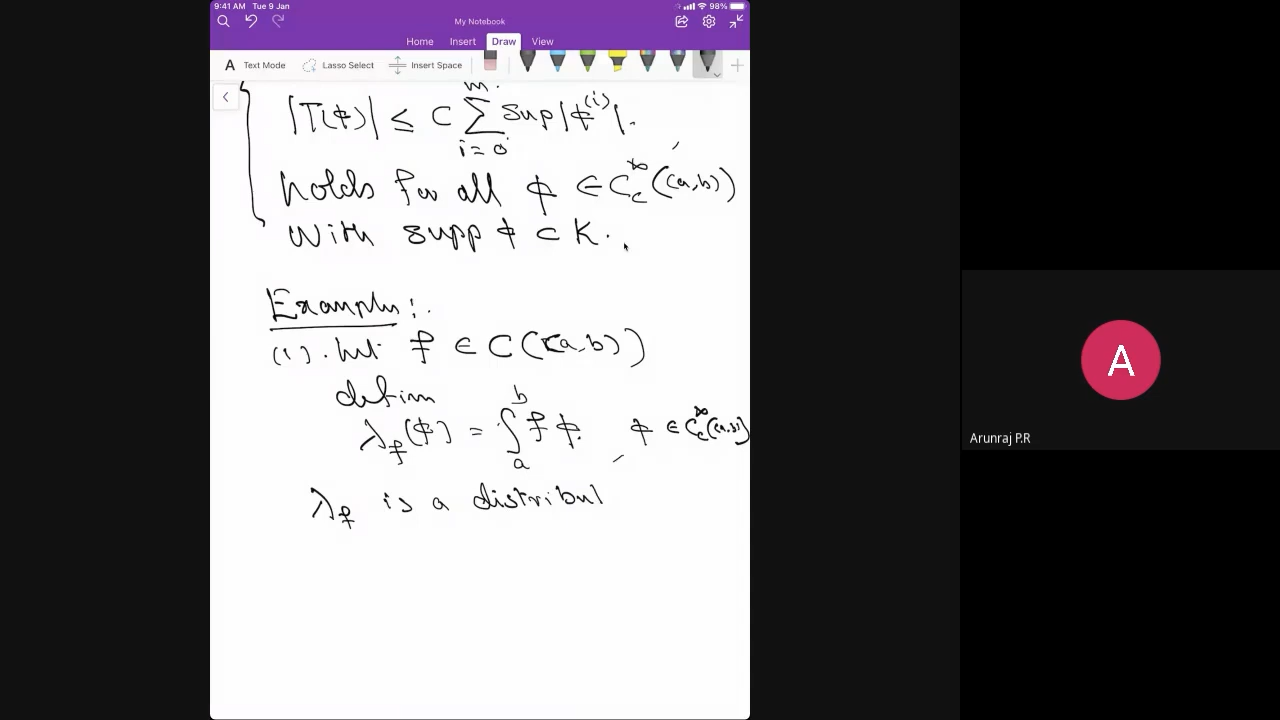 9:41 AM Tue 9 Jan
98%
My Notebook
Home Insert Draw View
A Text Mode Lasso Select Insert Space
m
|T(ϕ)| ≤ C ∑ sup|ϕ^(i)|.
i = 0
holds for all ϕ ∈ C_c^∞((a,b))
with supp ϕ ⊂ K.
Examples:.
(1). Let f ∈ C((a,b))
define
λ_f(ϕ) = ∫_a^b f ϕ. ϕ ∈ C_c^∞((a,b))
λ_f is a distribut
A
Arunraj P.R